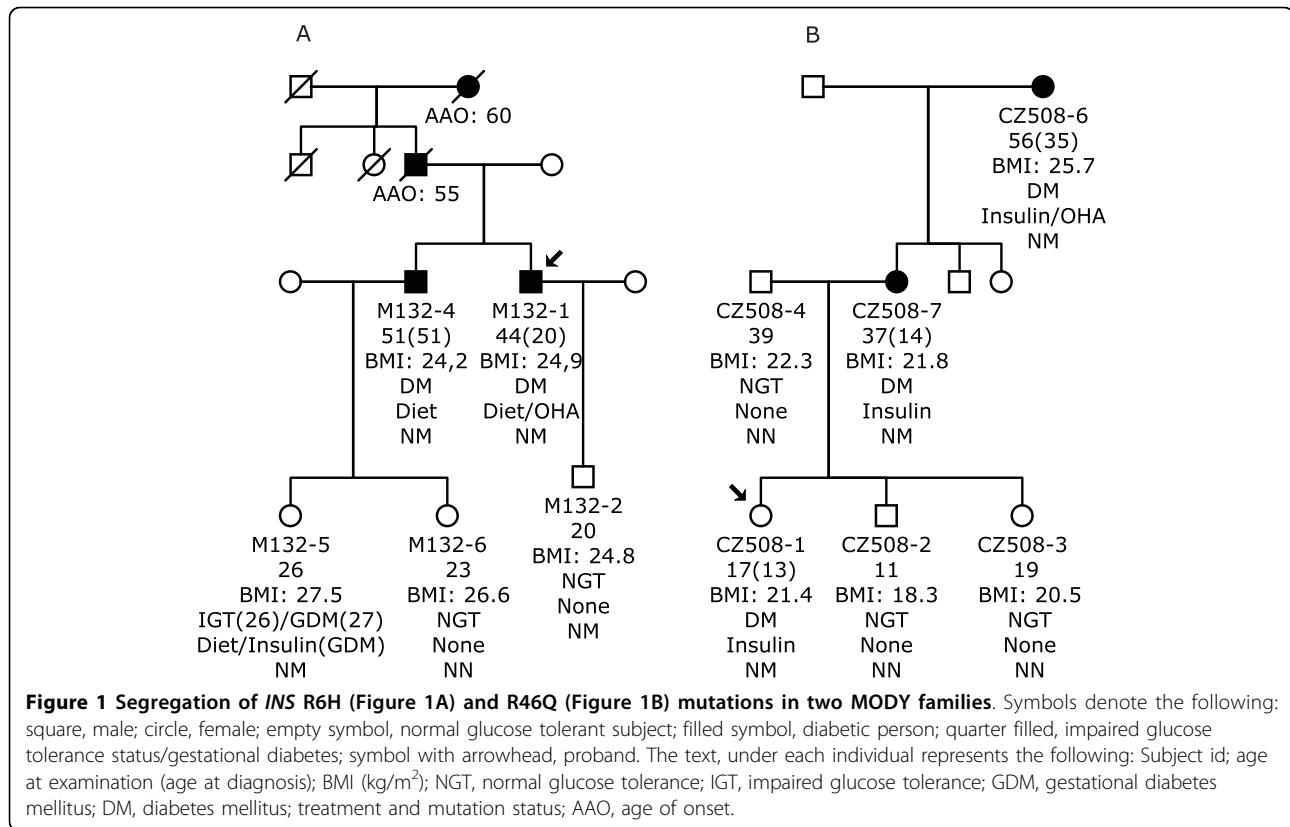 A
B
AAO: 60
AAO: 55
CZ508-6
56(35)
BMI: 25.7
DM
Insulin/OHA
NM
M132-4
51(51)
BMI: 24,2
DM
Diet
NM
M132-1
44(20)
BMI: 24,9
DM
Diet/OHA
NM
CZ508-4
39
BMI: 22.3
NGT
None
NN
CZ508-7
37(14)
BMI: 21.8
DM
Insulin
NM
M132-5
26
BMI: 27.5
IGT(26)/GDM(27)
Diet/Insulin(GDM)
NM
M132-6
23
BMI: 26.6
NGT
None
NN
M132-2
20
BMI: 24.8
NGT
None
NM
CZ508-1
17(13)
BMI: 21.4
DM
Insulin
NM
CZ508-2
11
BMI: 18.3
NGT
None
NN
CZ508-3
19
BMI: 20.5
NGT
None
NN
Figure 1 Segregation of INS R6H (Figure 1A) and R46Q (Figure 1B) mutations in two MODY families. Symbols denote the following:
square, male; circle, female; empty symbol, normal glucose tolerant subject; filled symbol, diabetic person; quarter filled, impaired glucose
tolerance status/gestational diabetes; symbol with arrowhead, proband. The text, under each individual represents the following: Subject id; age
at examination (age at diagnosis); BMI (kg/m²); NGT, normal glucose tolerance; IGT, impaired glucose tolerance; GDM, gestational diabetes
mellitus; DM, diabetes mellitus; treatment and mutation status; AAO, age of onset.